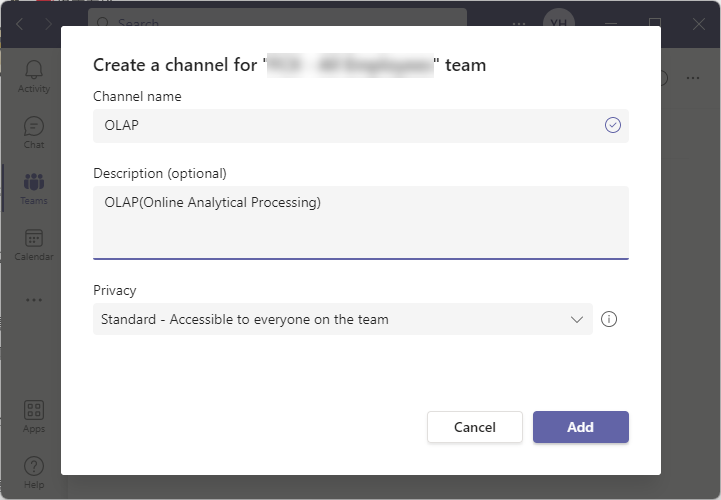 Search
YH
Activity
Chat
Teams
Calendar
Apps
Help
Create a channel for "" team
Channel name
OLAP
Description (optional)
OLAP(Online Analytical Processing)
Privacy
Standard - Accessible to everyone on the team
Cancel
Add